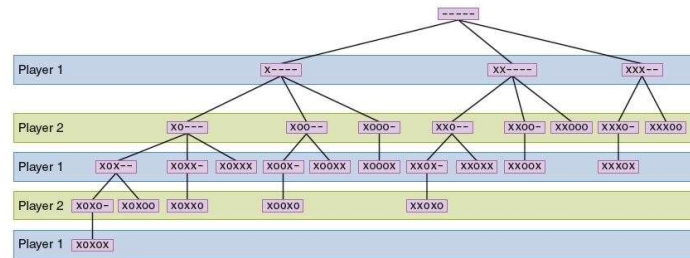 -----
Player 1 X---- XX---- XXX--
Player 2 XO--- XOO-- XOOO- XXO-- XXOO- XXOOO XXXO- XXXOO
Player 1 XOX-- XOXX- XOXXX XOOX- XOOXX XOOOX XXOX- XXOXX XXOOX XXXOX
Player 2 XOXO- XOXOO XOXXO XOOXO XXOXO
Player 1 XOXOX